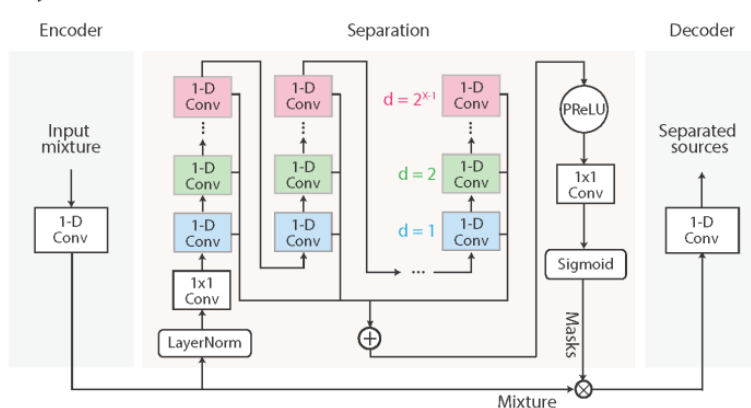 Encoder
Separation
Decoder
Input
mixture
1-D
Conv
1-D
Conv
...
1-D
Conv
1-D
Conv
1x1
Conv
LayerNorm
1-D
Conv
...
1-D
Conv
1-D
Conv
...
d = 2^X-1
d = 2
d = 1
1-D
Conv
...
1-D
Conv
1-D
Conv
+
PReLU
1x1
Conv
Sigmoid
Masks
×
Mixture
Separated
sources
1-D
Conv